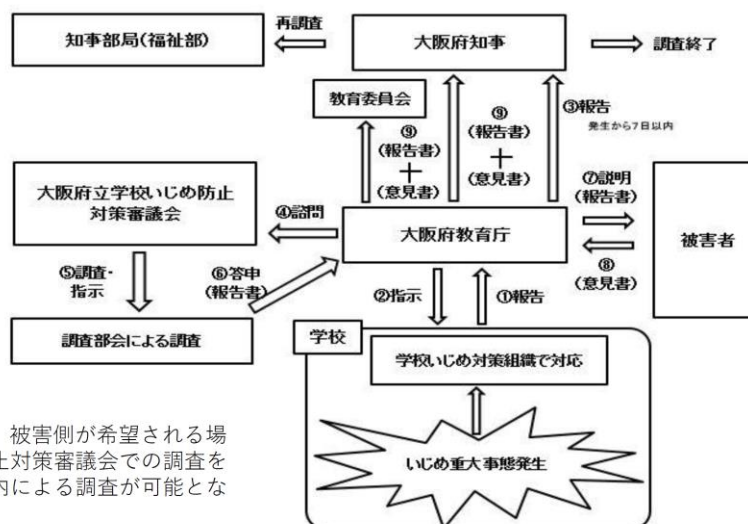 再調査
知事部局(福祉部)
大阪府知事
調査終了
教育委員会
③報告
発生から7日以内
⑨
(報告書)
＋
(意見書)
⑨
(報告書)
＋
(意見書)
大阪府立学校いじめ防止
対策審議会
④諮問
大阪府教育庁
⑦説明
(報告書)
⑧
(意見書)
被害者
⑤調査・
指示
⑥答申
(報告書)
②指示
①報告
調査部会による調査
学校
学校いじめ対策組織で対応
いじめ重大事態発生
被害側が希望される場
止対策審議会での調査を
内による調査が可能とな